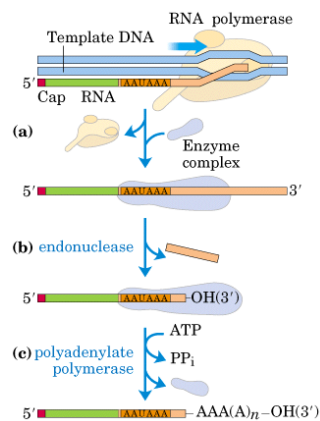 RNA polymerase
Template DNA
AAUAAA
5′
Cap RNA
(a)
Enzyme
complex
5′ AAUAAA 3′
(b) endonuclease
5′ AAUAAA OH(3′)
ATP
(c) polyadenylate
polymerase
PPi
5′ AAUAAA AAA(A)n–OH(3′)